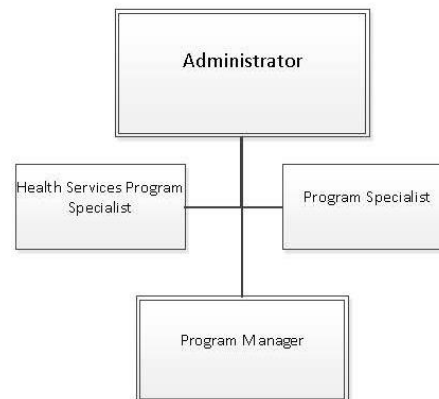 Administrator
Health Services Program
Specialist
Program Specialist
Program Manager